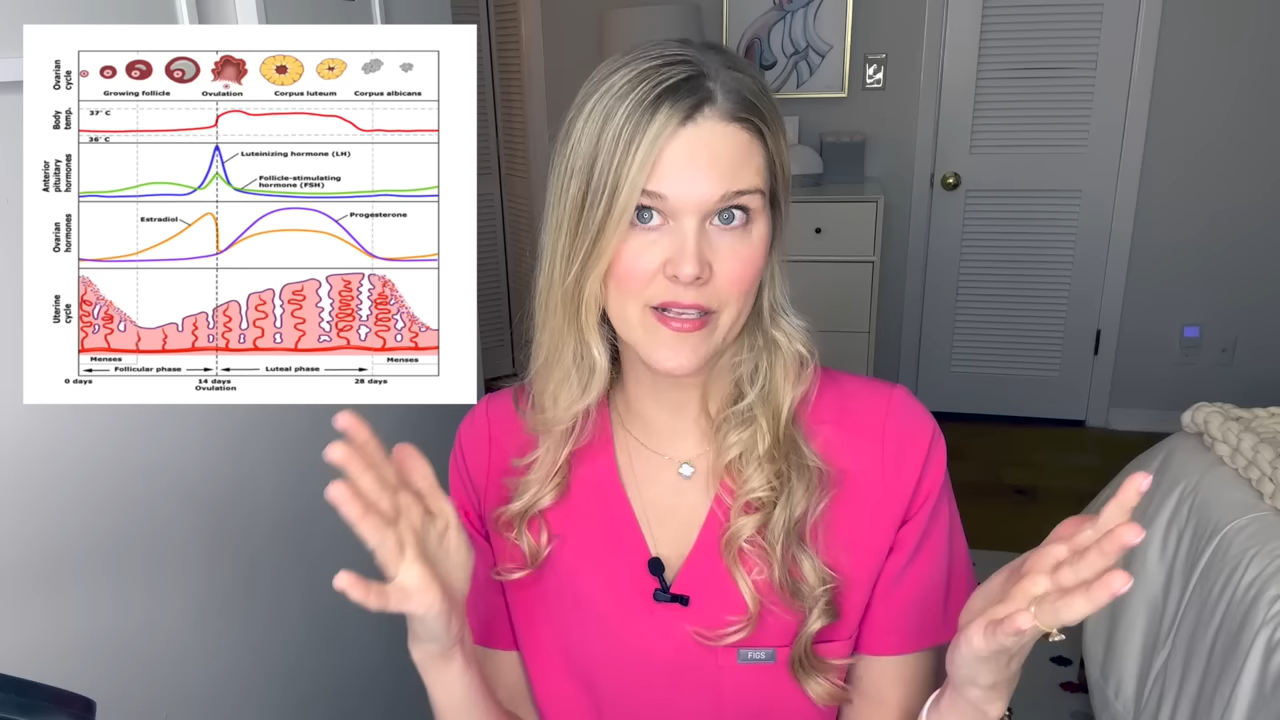 Ovarian
cycle
Growing follicle
Ovulation
Corpus luteum
Corpus albicans
Body
temp.
37° C
36° C
Anterior
pituitary
hormones
Luteinizing hormone (LH)
Follicle-stimulating
hormone (FSH)
Ovarian
hormones
Estradiol
Progesterone
Uterine
cycle
Menses
Menses
Follicular phase
Luteal phase
0 days
14 days
28 days
Ovulation
FIGS